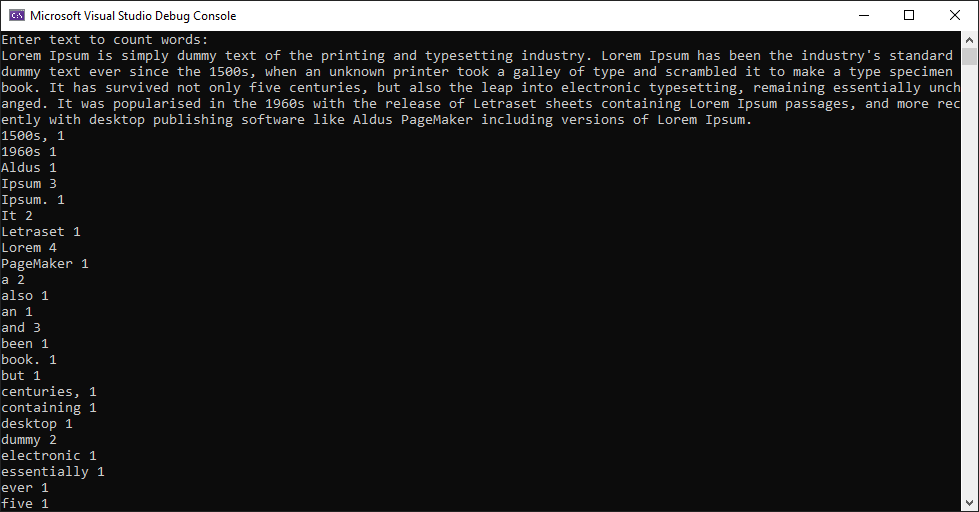 Microsoft Visual Studio Debug Console
Enter text to count words:
Lorem Ipsum is simply dummy text of the printing and typesetting industry. Lorem Ipsum has been the industry's standard
dummy text ever since the 1500s, when an unknown printer took a galley of type and scrambled it to make a type specimen
book. It has survived not only five centuries, but also the leap into electronic typesetting, remaining essentially unch
anged. It was popularised in the 1960s with the release of Letraset sheets containing Lorem Ipsum passages, and more rec
ently with desktop publishing software like Aldus PageMaker including versions of Lorem Ipsum.
1500s, 1
1960s 1
Aldus 1
Ipsum 3
Ipsum. 1
It 2
Letraset 1
Lorem 4
PageMaker 1
a 2
also 1
an 1
and 3
been 1
book. 1
but 1
centuries, 1
containing 1
desktop 1
dummy 2
electronic 1
essentially 1
ever 1
five 1